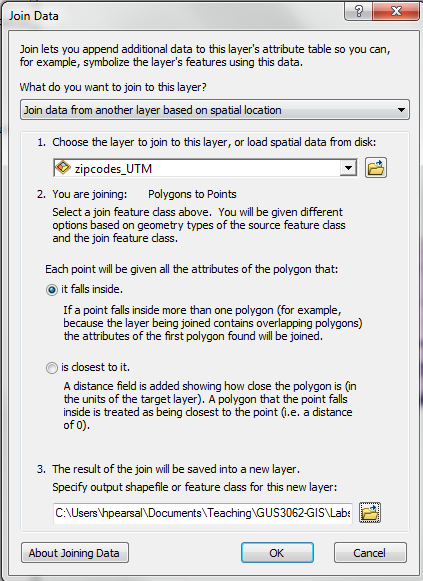 Join Data
?
Join lets you append additional data to this layer's attribute table so you can,
for example, symbolize the layer's features using this data.
What do you want to join to this layer?
Join data from another layer based on spatial location
1. Choose the layer to join to this layer, or load spatial data from disk:
zipcodes_UTM
2. You are joining: Polygons to Points
Select a join feature class above. You will be given different
options based on geometry types of the source feature class
and the join feature class.
Each point will be given all the attributes of the polygon that:
it falls inside.
If a point falls inside more than one polygon (for example,
because the layer being joined contains overlapping polygons)
the attributes of the first polygon found will be joined.
is closest to it.
A distance field is added showing how close the polygon is (in
the units of the target layer). A polygon that the point falls
inside is treated as being closest to the point (i.e. a distance
of 0).
3. The result of the join will be saved into a new layer.
Specify output shapefile or feature class for this new layer:
C:\Users\hpearsal\Documents\Teaching\GUS3062-GIS\Labs
About Joining Data OK Cancel